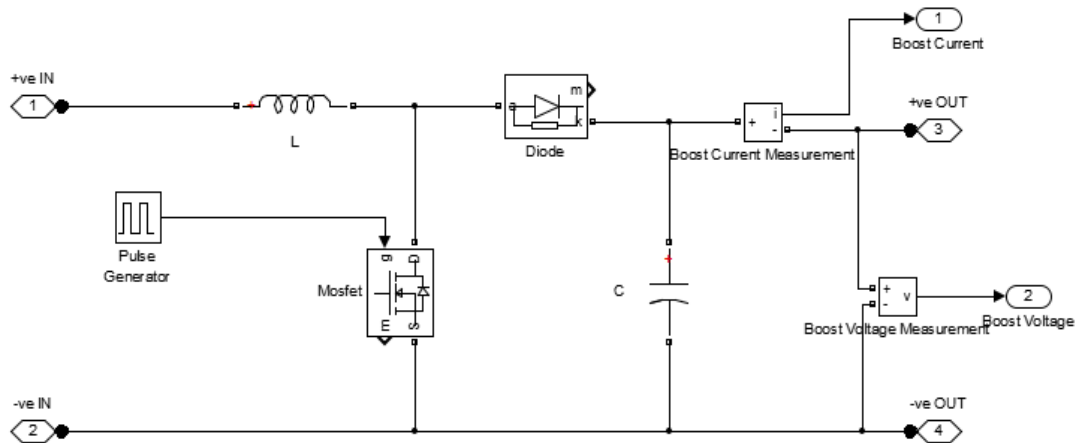 1
Boost Current
+ve IN
1
L
a
m
k
Diode
+
i
-
Boost Current Measurement
+ve OUT
3
Pulse
Generator
Mosfet
g
D
m
S
C
+
-
v
Boost Voltage Measurement
2
Boost Voltage
-ve IN
2
-ve OUT
4